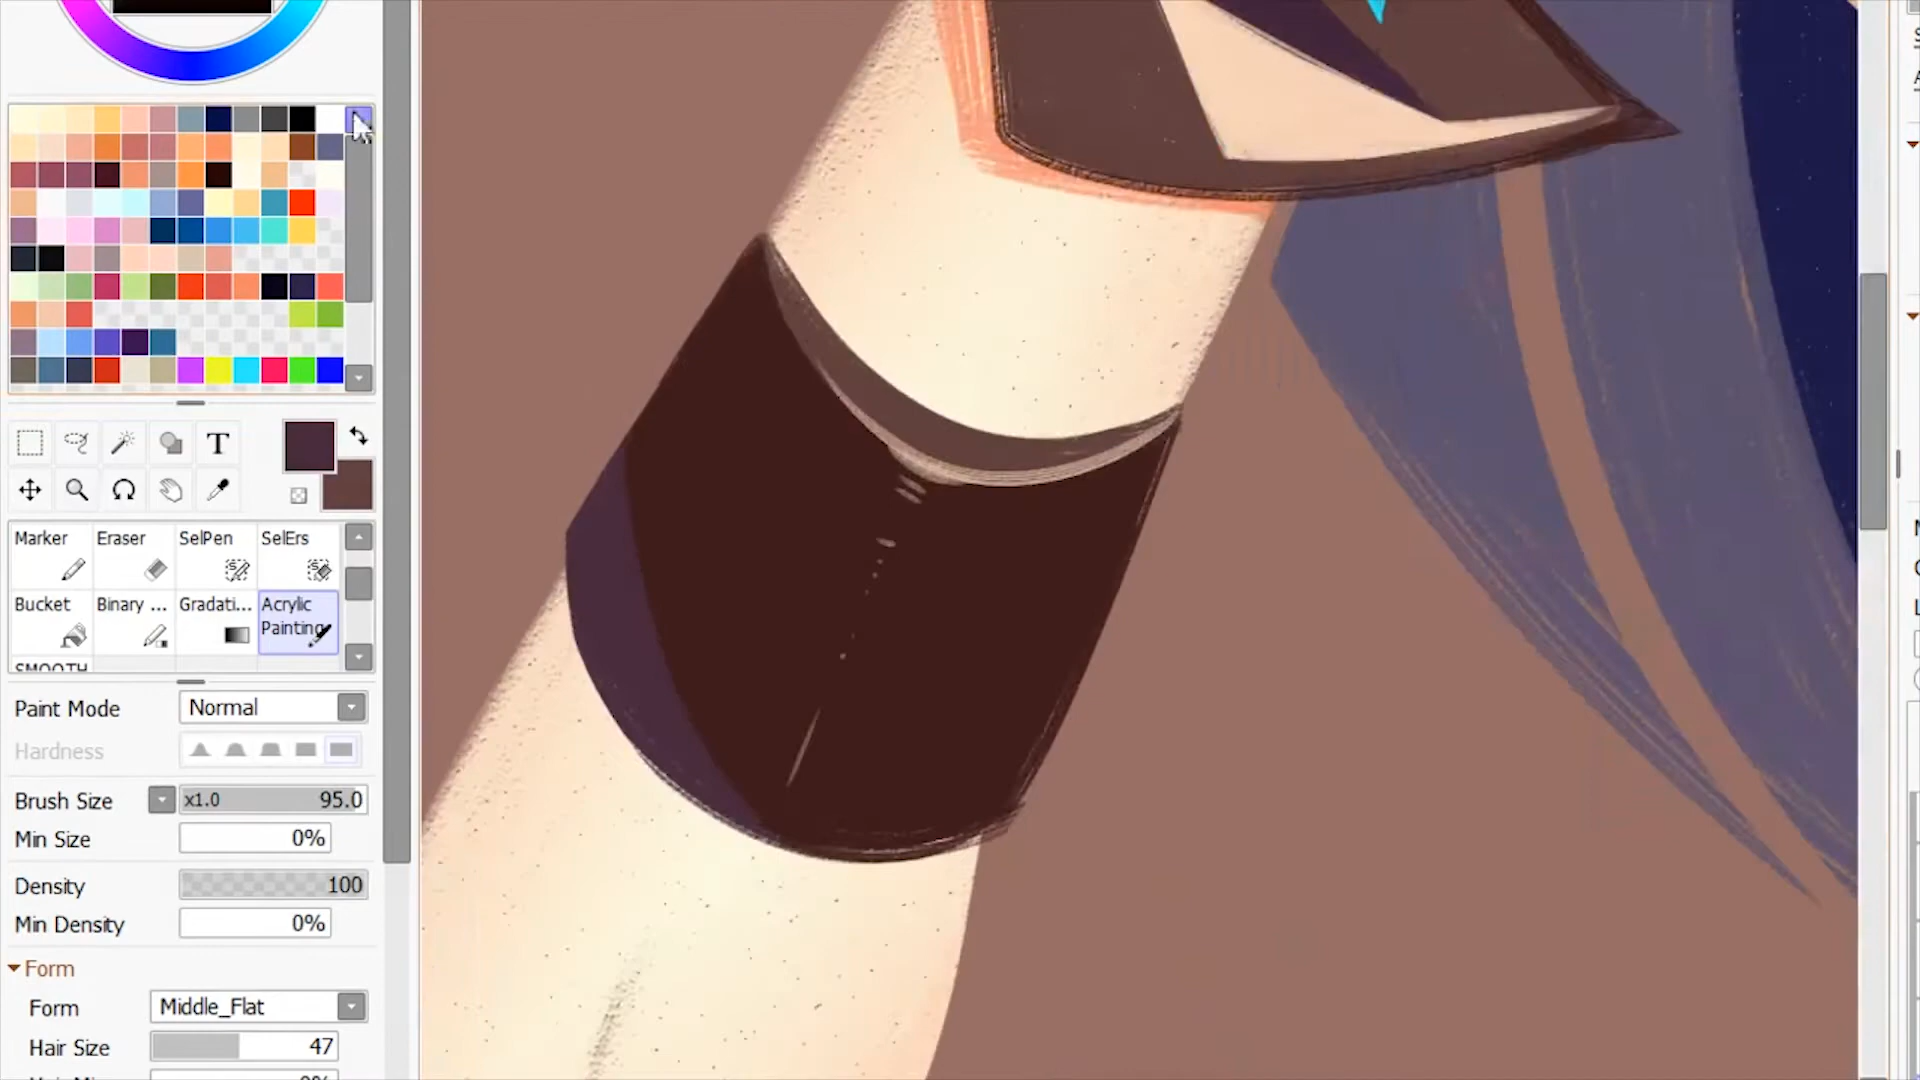 T
Marker Eraser SelPen SelErs
Bucket Binary ... Gradati... Acrylic
Painting
SMOOTH
Paint Mode Normal
Hardness
Brush Size x1.0 95.0
Min Size 0%
Density 100
Min Density 0%
Form
Form Middle_Flat
Hair Size 47